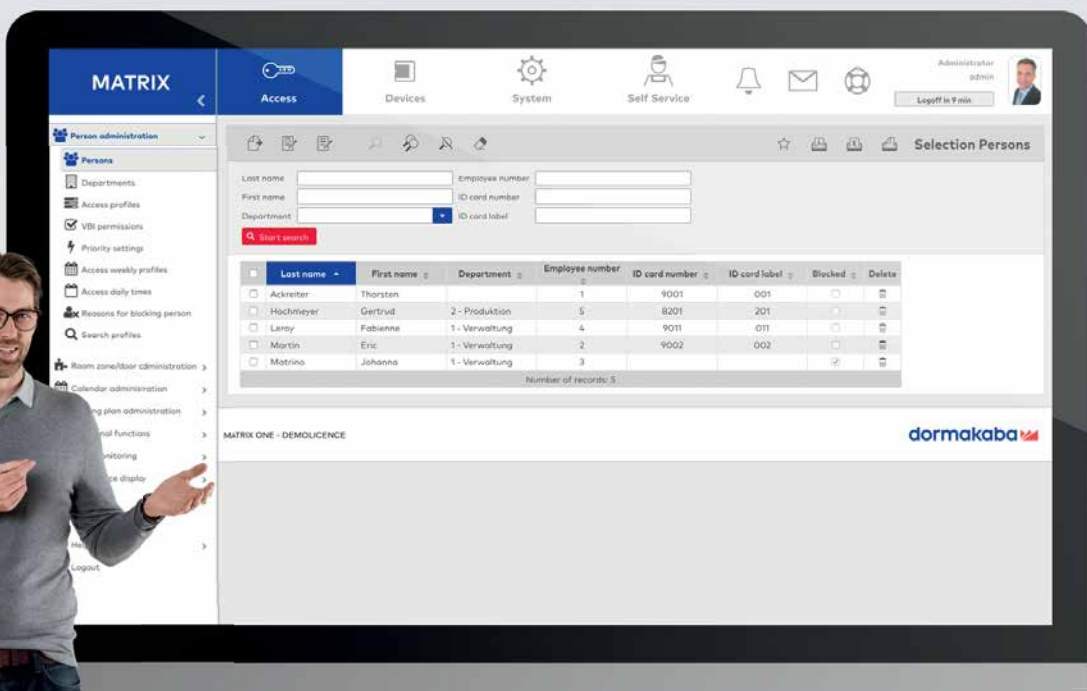 MATRIX
Access
Devices
System
Self Service
Administrator
admin
Logoff in 9 min
Person administration
Persons
Departments
Access profiles
VBI permissions
Priority settings
Access weekly profiles
Access daily times
Reasons for blocking person
Search profiles
Room zone/door administration
Calendar administration
plan administration
functions
display
Logout
Selection Persons
Last name
Employee number
First name
ID card number
Department
ID card label
Start search
Last name First name Department Employee number ID card number ID card label Blocked Delete
Ackreiter Thorsten 1 9001 001
Hochmeyer Gertrud 2 - Produktion 5 8201 201
Leroy Fabienne 1 - Verwaltung 4 9011 011
Martin Eric 1 - Verwaltung 2 9002 002
Matrino Johanna 1 - Verwaltung 3
Number of records: 5
MATRIX ONE - DEMOLICENCE
dormakaba